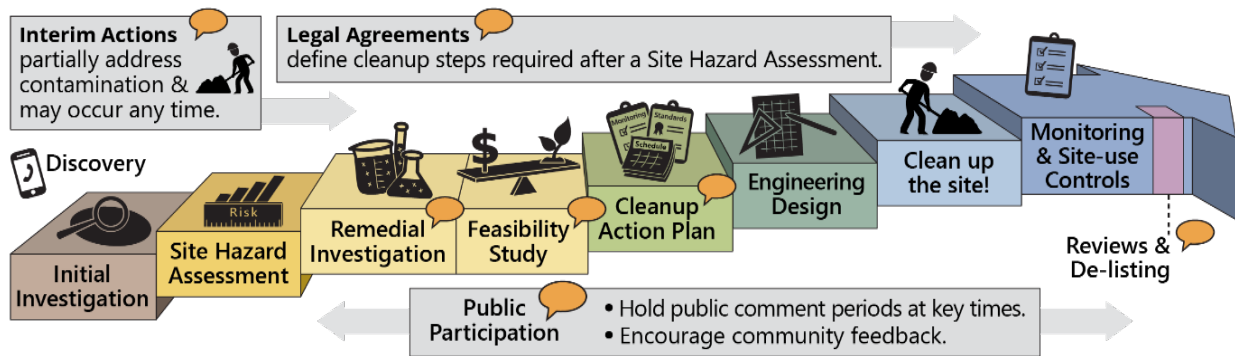 Interim Actions
partially address
contamination &
may occur any time.
Legal Agreements
define cleanup steps required after a Site Hazard Assessment.
Discovery
Initial
Investigation
Risk
Site Hazard
Assessment
Remedial
Investigation
$
Feasibility
Study
Monitoring
Standards
Schedule
Cleanup
Action Plan
Engineering
Design
Clean up
the site!
Monitoring
& Site-use
Controls
Reviews &
De-listing
Public
Participation
• Hold public comment periods at key times.
• Encourage community feedback.